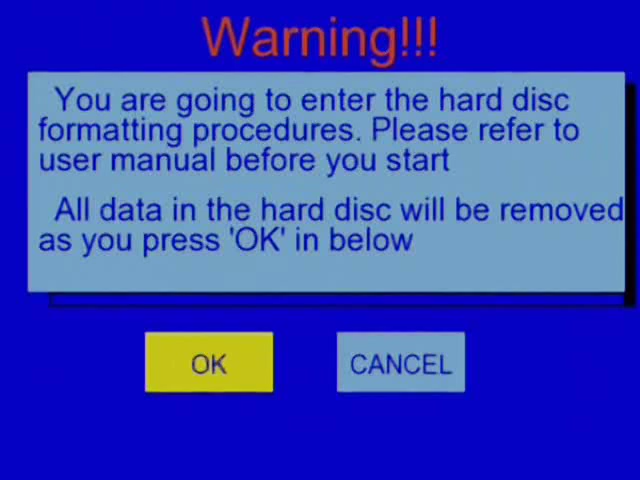 Warning!!!
You are going to enter the hard disc
formatting procedures. Please refer to
user manual before you start
All data in the hard disc will be removed
as you press 'OK' in below
OK
CANCEL